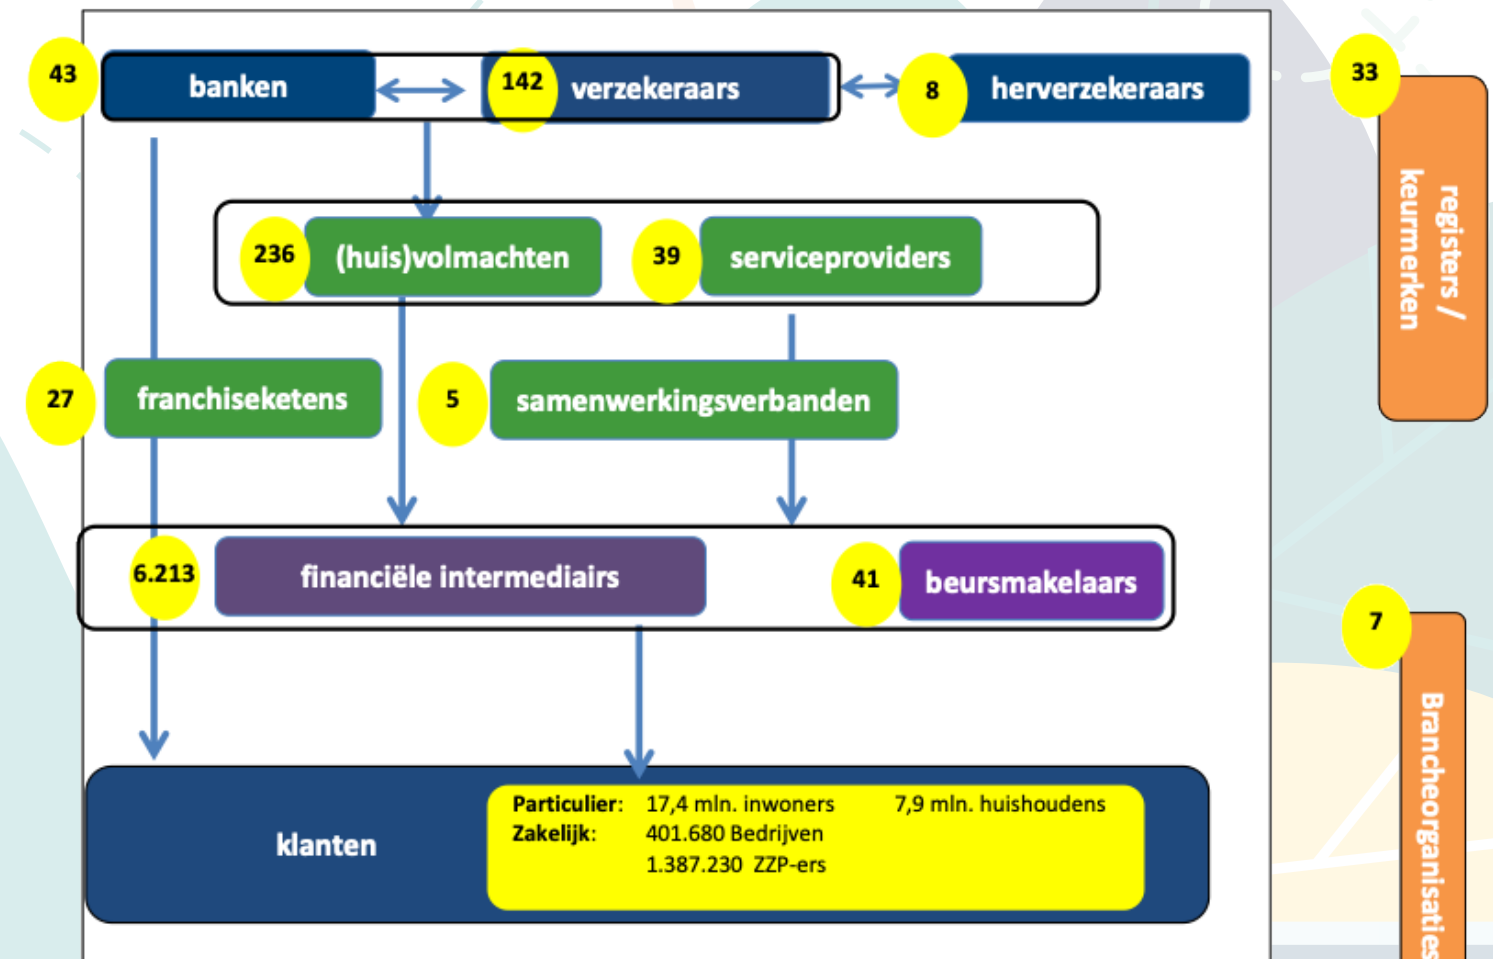 43 banken
142 verzekeraars
8 herverzekeraars
33
registers /
keurmerken
236 (huis)volmachten
39 serviceproviders
27 franchiseketens
5 samenwerkingsverbanden
6.213 financiële intermediairs
41 beursmakelaars
7
Brancheorganisaties
klanten
Particulier: 17,4 mln. inwoners 7,9 mln. huishoudens
Zakelijk: 401.680 Bedrijven
1.387.230 ZZP-ers